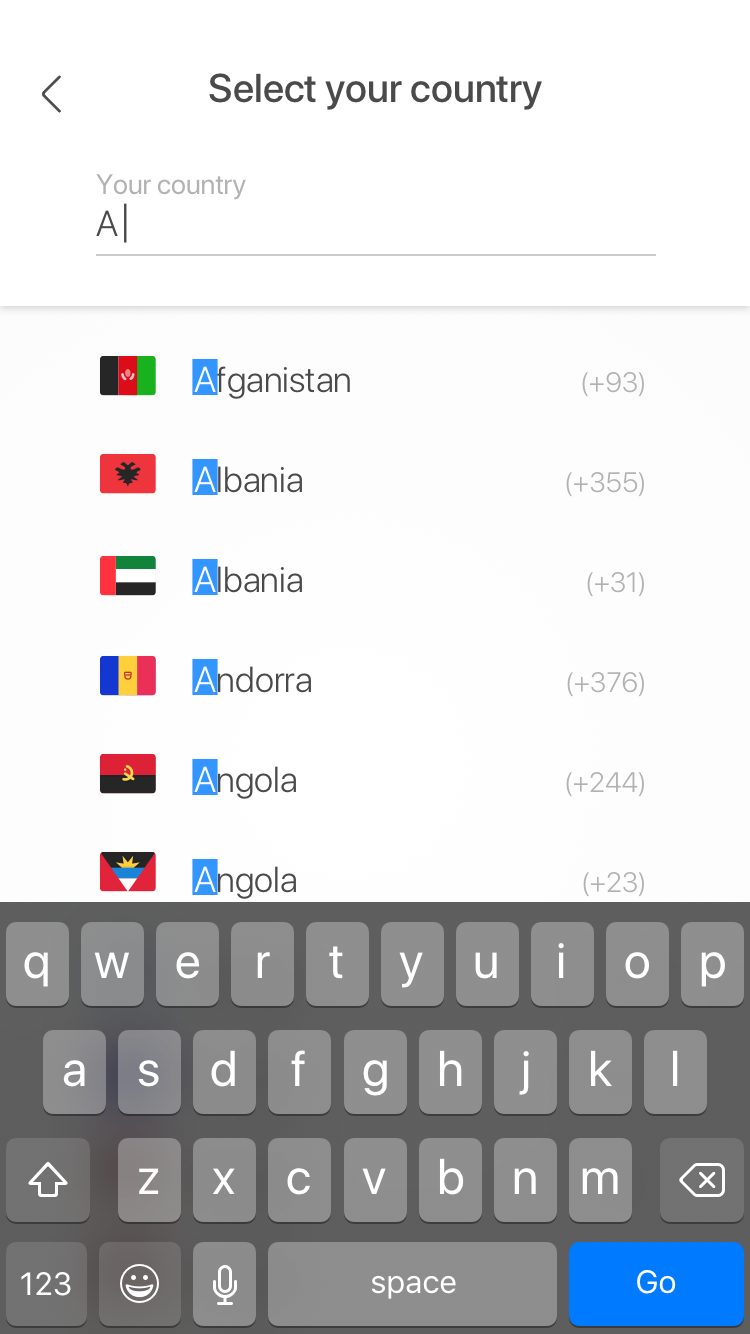 Select your country
Your country
A
Afganistan (+93)
Albania (+355)
Albania (+31)
Andorra (+376)
Angola (+244)
Angola (+23)
q w e r t y u i o p
a s d f g h j k l
z x c v b n m
123 space Go